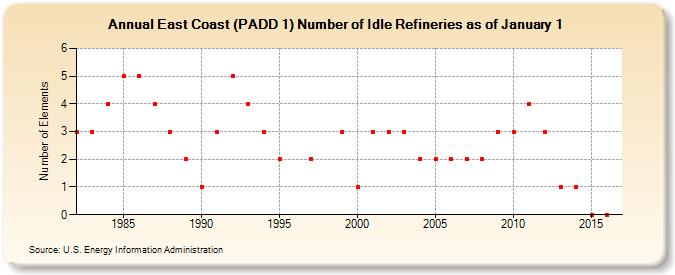 Annual East Coast (PADD 1) Number of Idle Refineries as of January 1
Number of Elements
6
5
4
3
2
1
0
1985 1990 1995 2000 2005 2010 2015
Source: U.S. Energy Information Administration